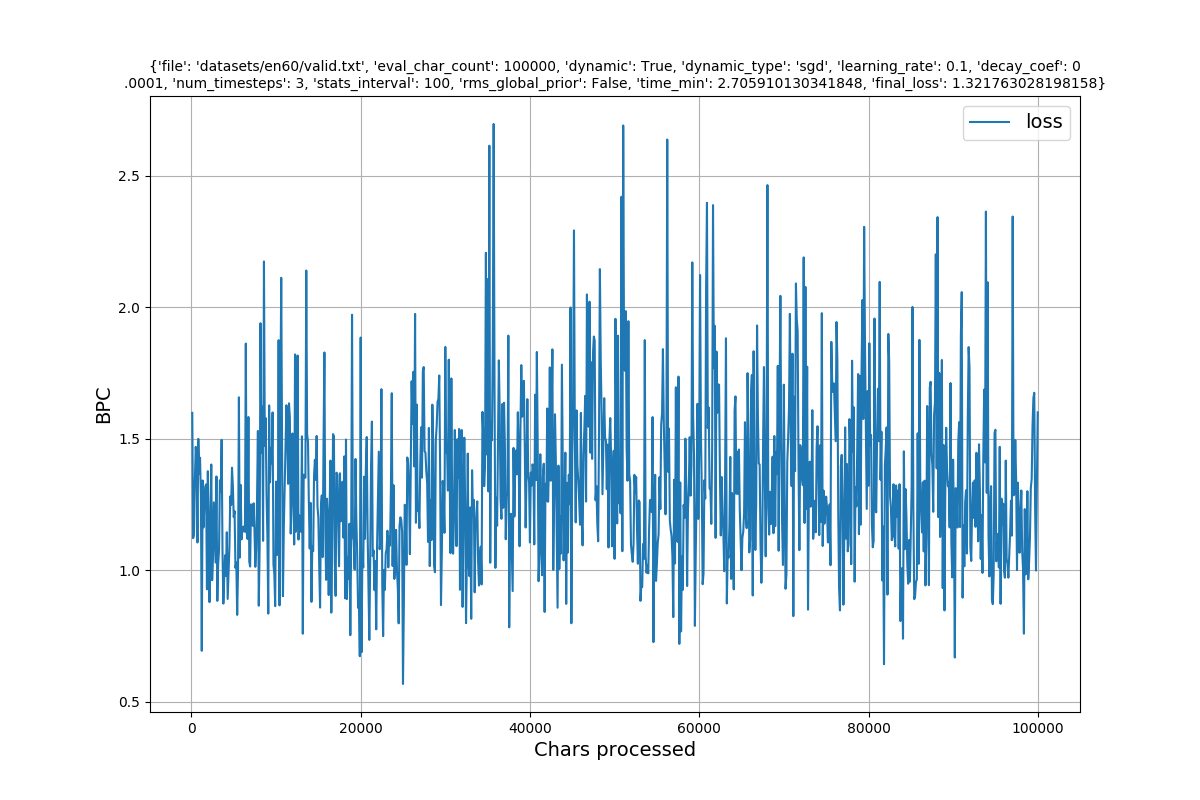 {'file': 'datasets/en60/valid.txt', 'eval_char_count': 100000, 'dynamic': True, 'dynamic_type': 'sgd', 'learning_rate': 0.1, 'decay_coef': 0
.0001, 'num_timesteps': 3, 'stats_interval': 100, 'rms_global_prior': False, 'time_min': 2.705910130341848, 'final_loss': 1.321763028198158}
loss
2.5
2.0
1.5
1.0
0.5
BPC
0 20000 40000 60000 80000 100000
Chars processed